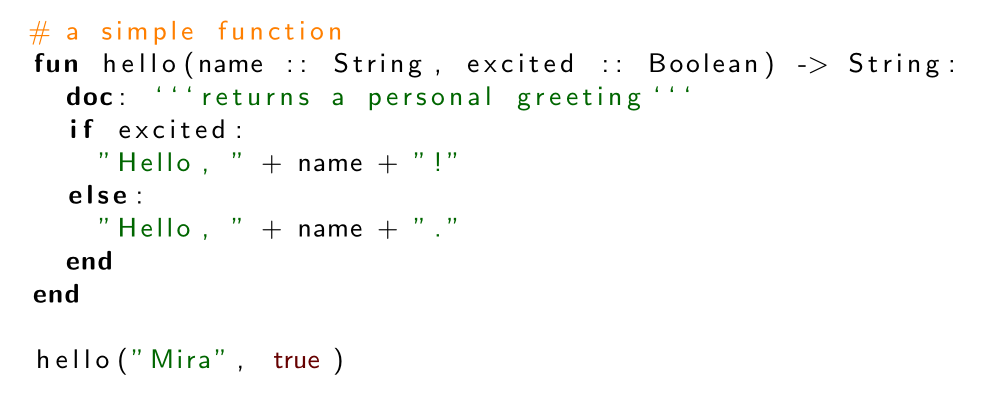 # a simple function
fun hello(name :: String, excited :: Boolean) -> String:
  doc: ```returns a personal greeting```
  if excited:
    "Hello, " + name + "!"
  else:
    "Hello, " + name + "."
  end
end

hello("Mira", true)